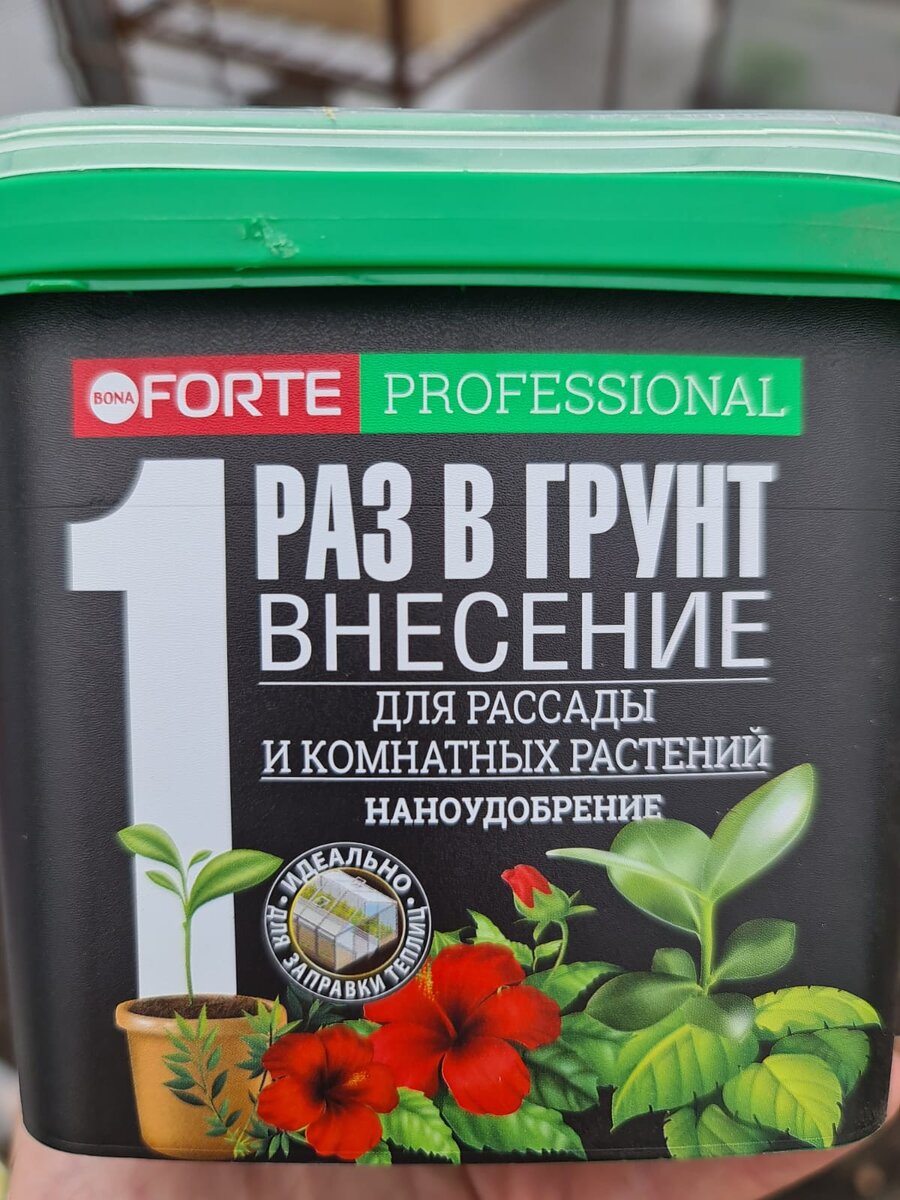 BONA FORTE PROFESSIONAL
1 РАЗ В ГРУНТ
ВНЕСЕНИЕ
ДЛЯ РАССАДЫ
И КОМНАТНЫХ РАСТЕНИЙ
НАНОУДОБРЕНИЕ
• ИДЕАЛЬНО •
ДЛЯ ЗАПРАВКИ ТЕПЛИЦ